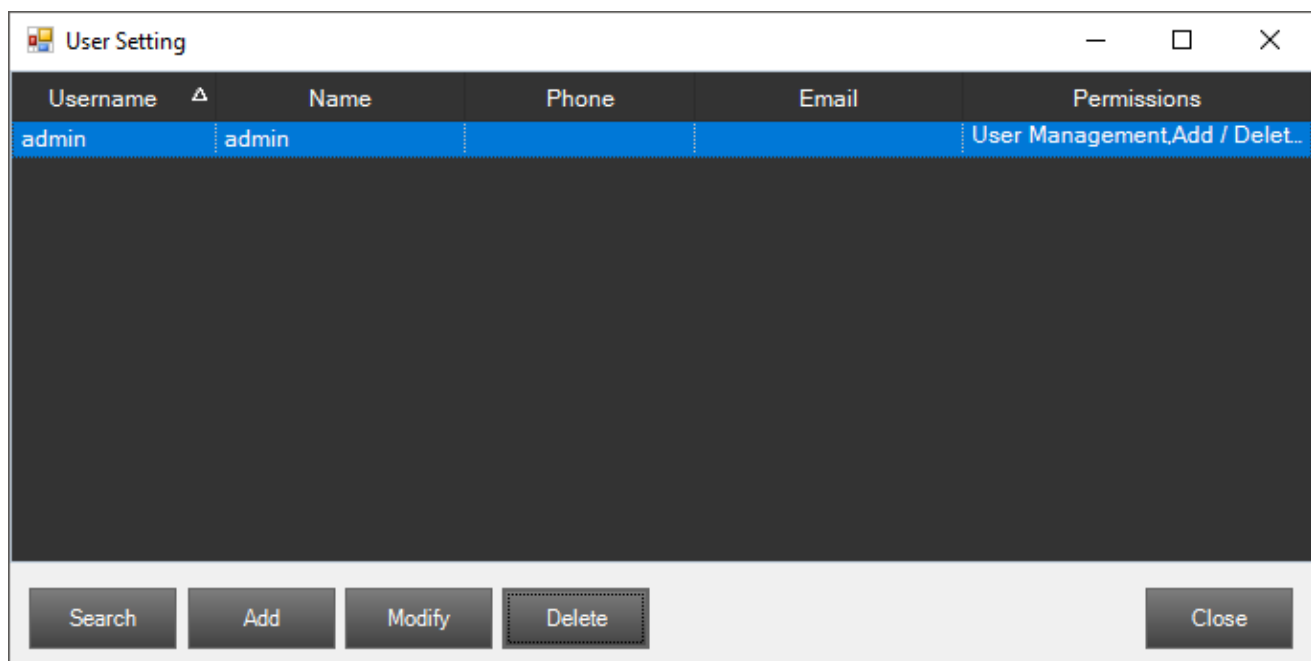 User Setting
Username Name Phone Email Permissions
admin admin User Management,Add / Delet...
Search Add Modify Delete Close